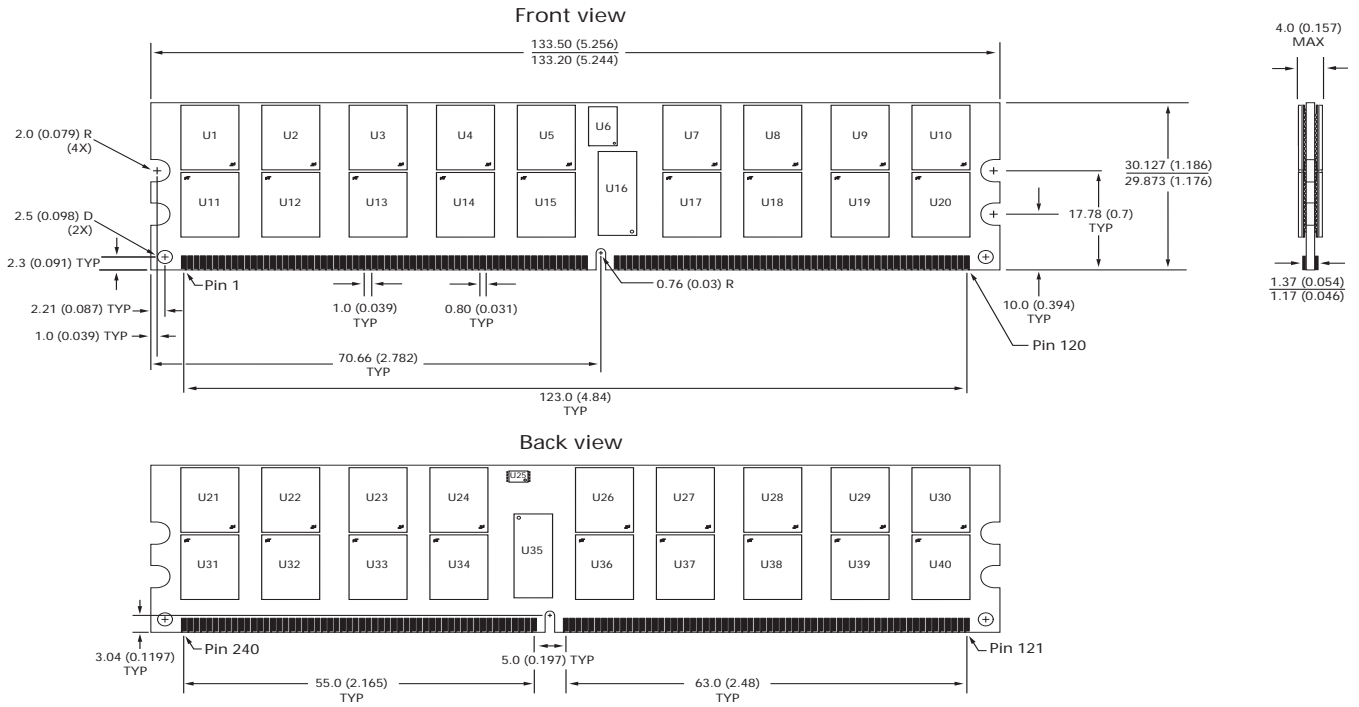 Front view
133.50 (5.256)
133.20 (5.244)
4.0 (0.157)
MAX
2.0 (0.079) R
(4X)
U1
U2
U3
U4
U5
U6
U7
U8
U9
U10
30.127 (1.186)
29.873 (1.176)
U11
U12
U13
U14
U15
U16
U17
U18
U19
U20
17.78 (0.7)
TYP
2.5 (0.098) D
(2X)
2.3 (0.091) TYP
Pin 1
0.76 (0.03) R
2.21 (0.087) TYP
1.0 (0.039)
TYP
0.80 (0.031)
TYP
10.0 (0.394)
TYP
1.37 (0.054)
1.17 (0.046)
1.0 (0.039) TYP
Pin 120
70.66 (2.782)
TYP
123.0 (4.84)
TYP
Back view
U21
U22
U23
U24
U25
U26
U27
U28
U29
U30
U31
U32
U33
U34
U35
U36
U37
U38
U39
U40
3.04 (0.1197)
TYP
Pin 240
5.0 (0.197) TYP
Pin 121
55.0 (2.165)
TYP
63.0 (2.48)
TYP